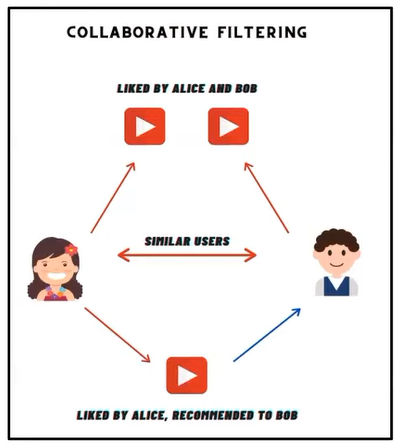 COLLABORATIVE FILTERING
LIKED BY ALICE AND BOB
SIMILAR USERS
LIKED BY ALICE, RECOMMENDED TO BOB